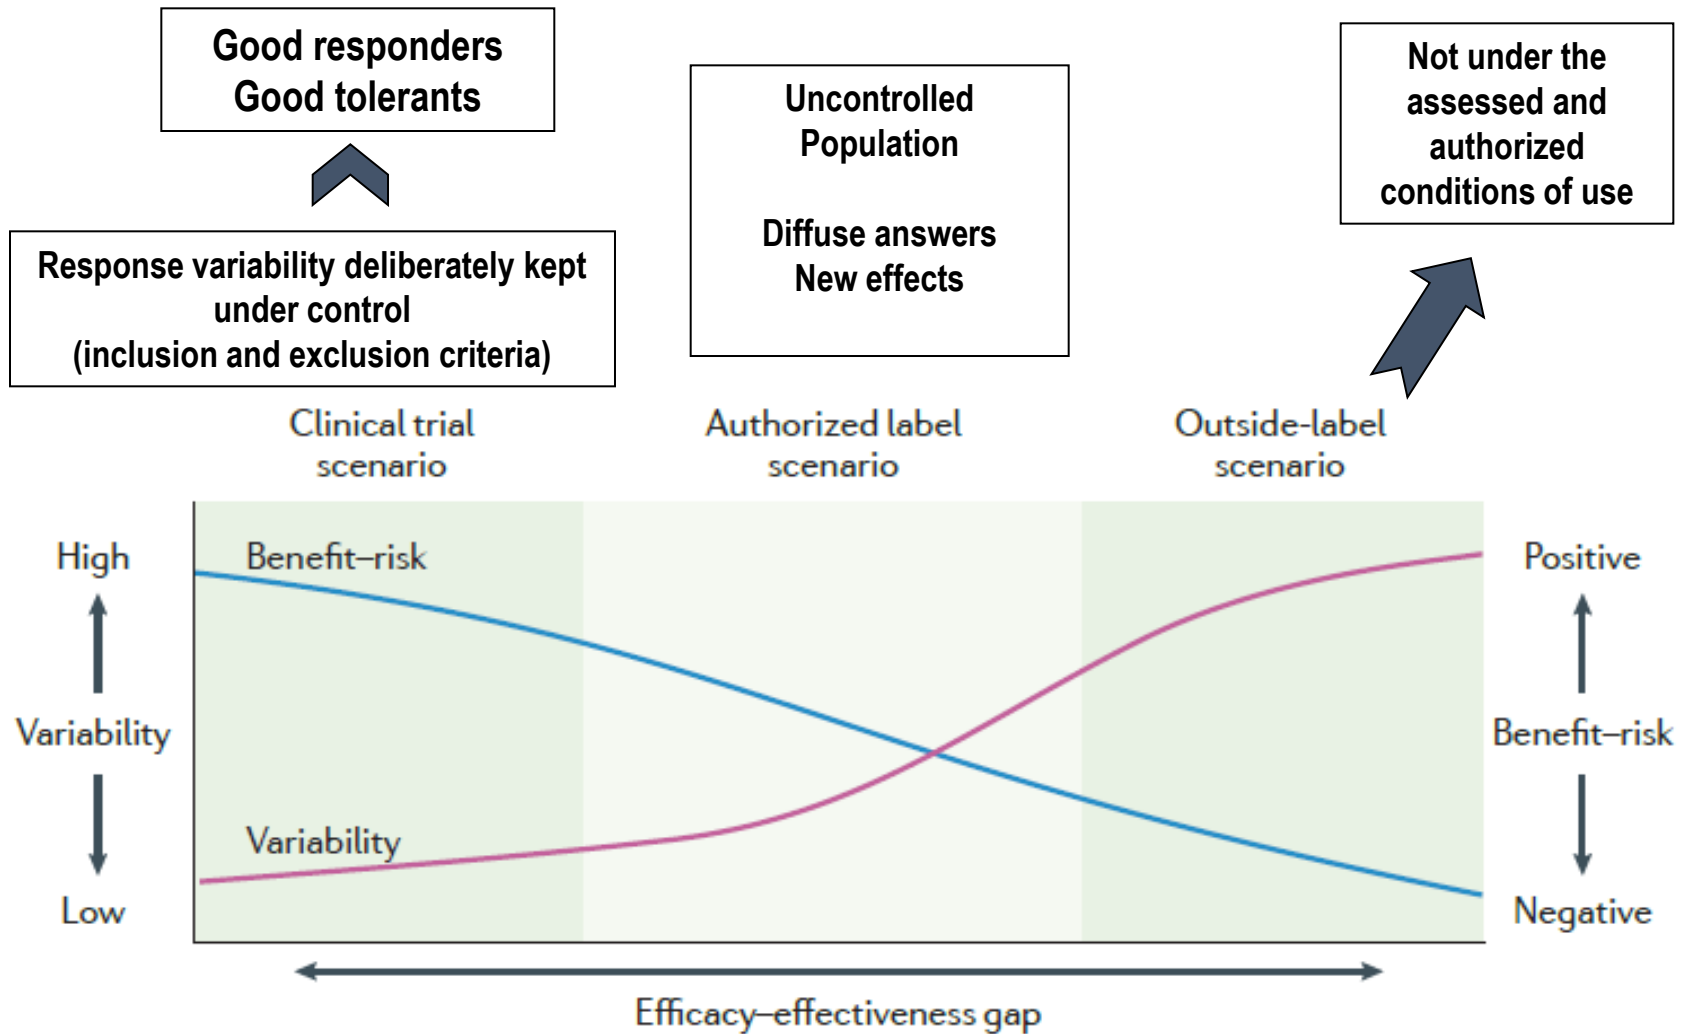 Good responders
Good tolerants
Response variability deliberately kept
under control
(inclusion and exclusion criteria)
Uncontrolled
Population
Diffuse answers
New effects
Not under the
assessed and
authorized
conditions of use
Clinical trial
scenario
Authorized label
scenario
Outside-label
scenario
High
Variability
Low
Benefit–risk
Variability
Positive
Benefit–risk
Negative
Efficacy–effectiveness gap